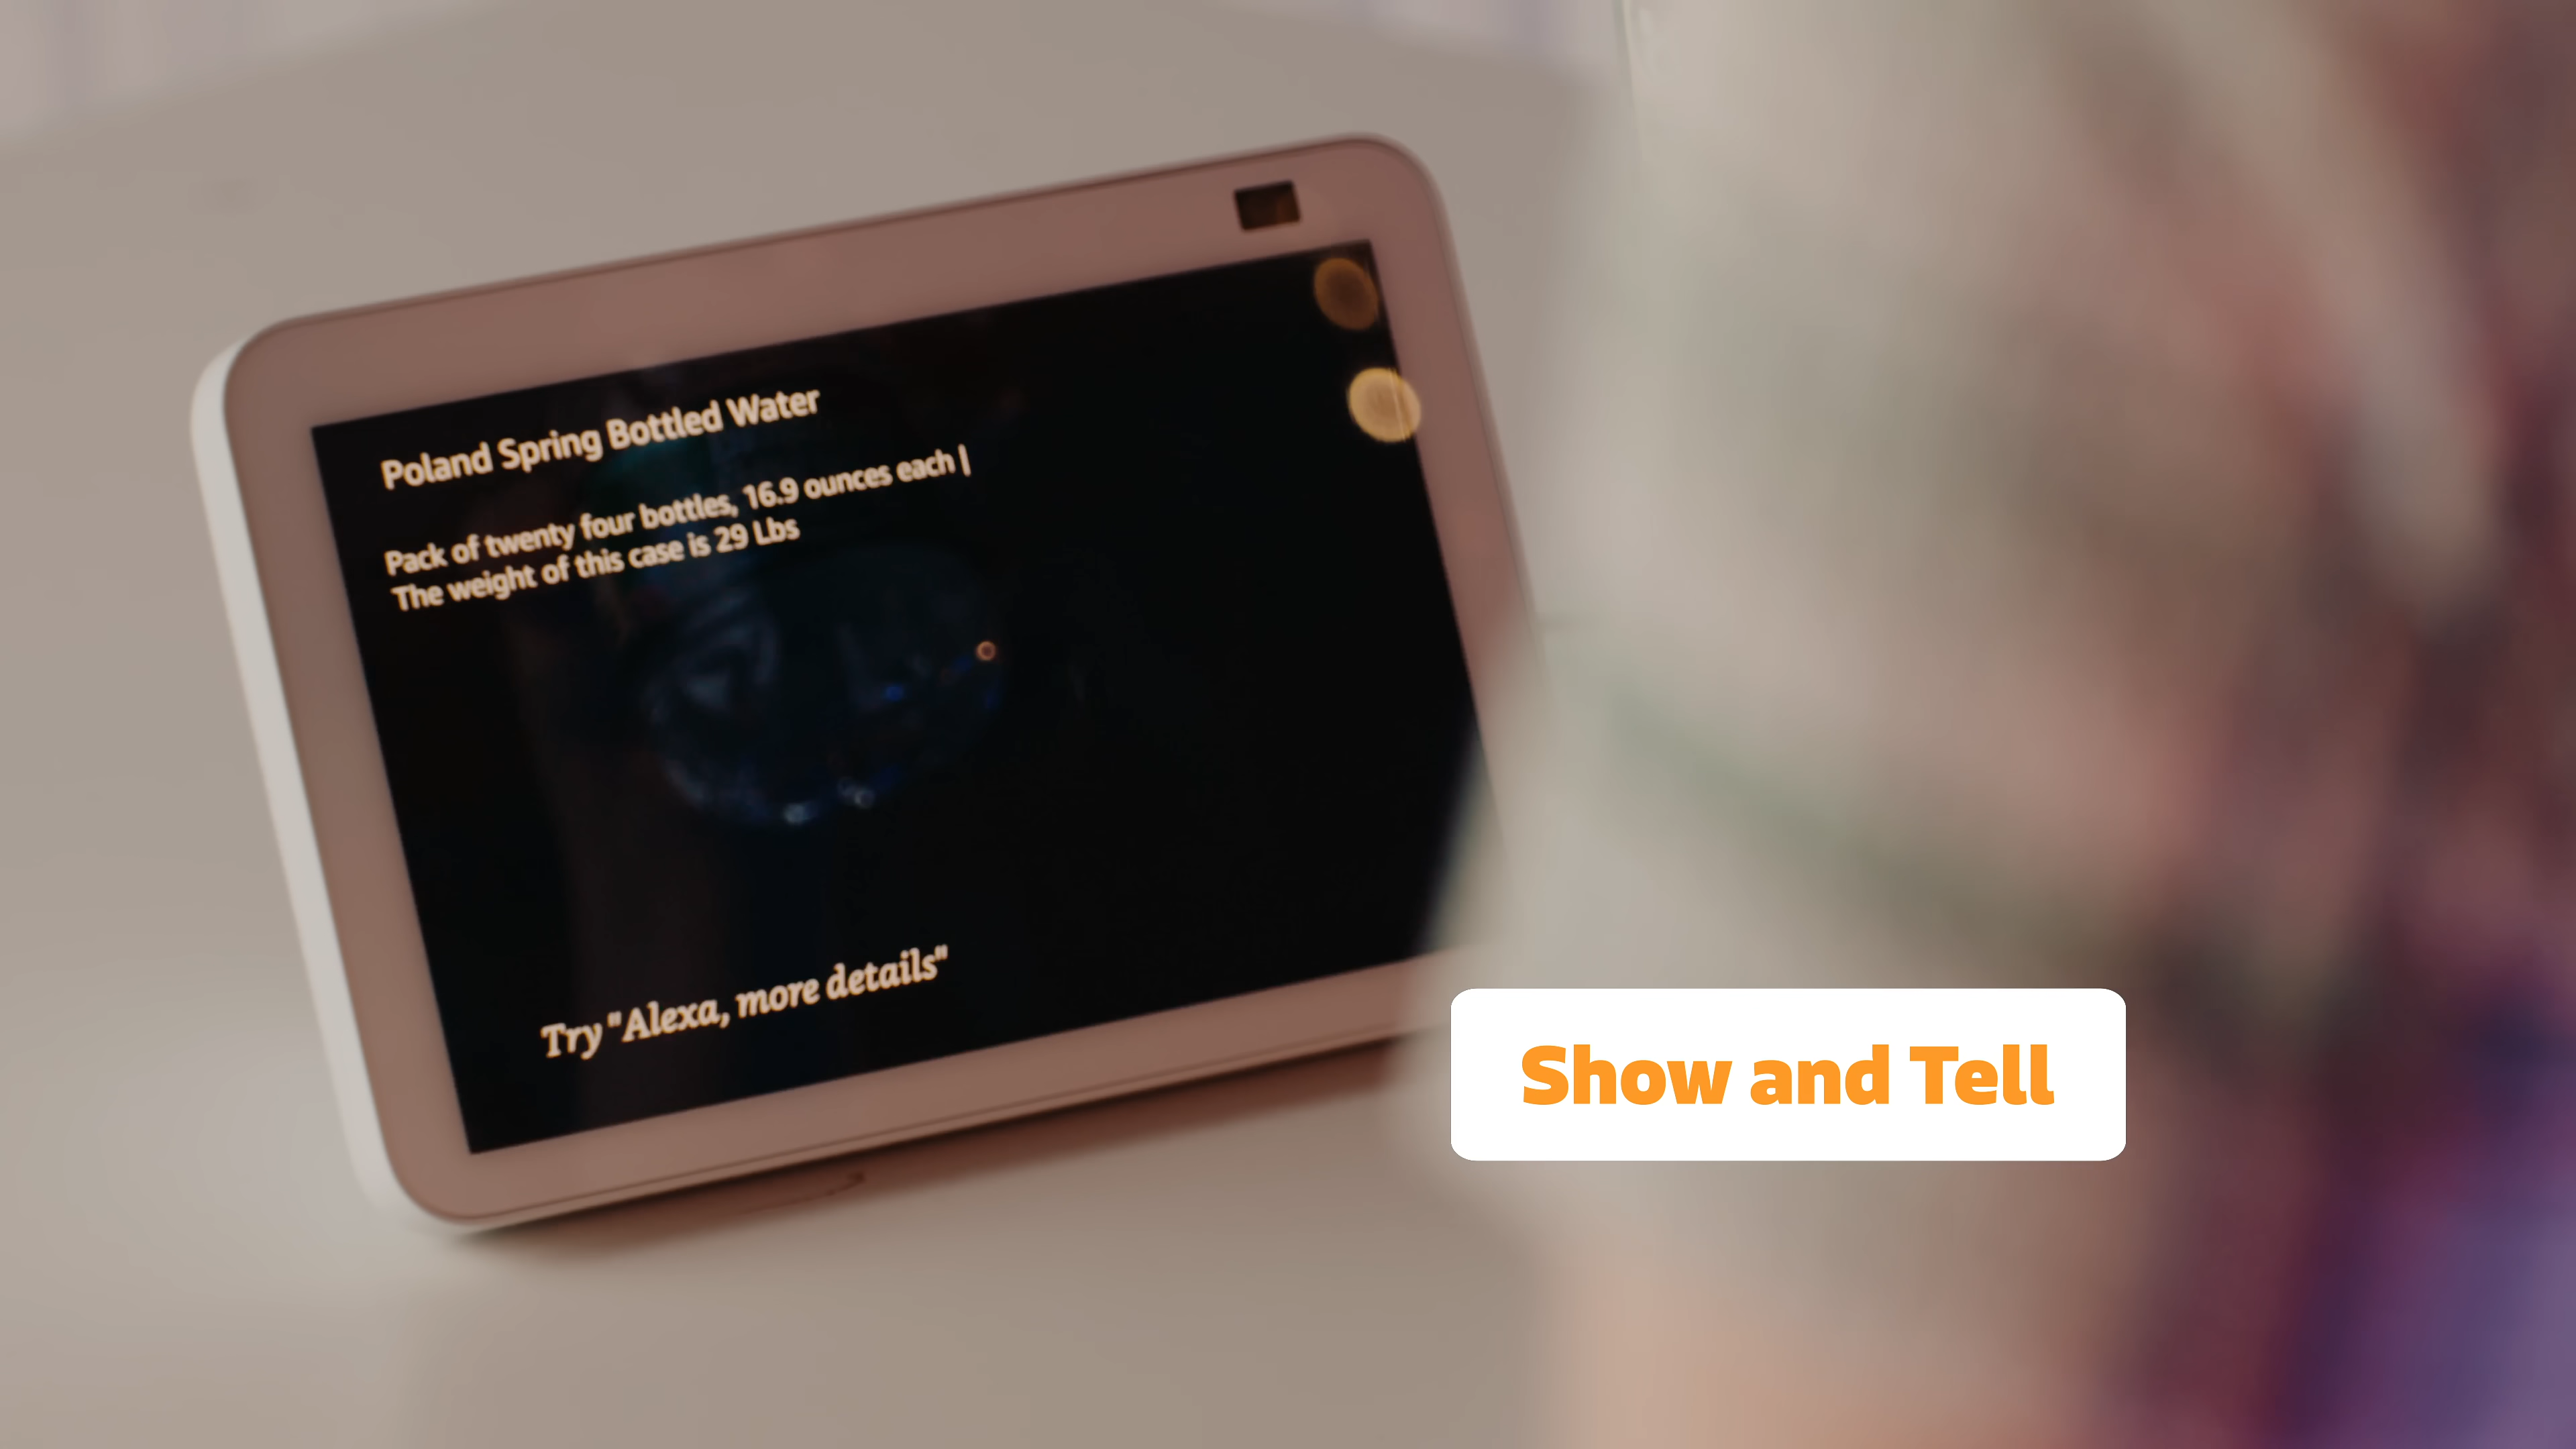 Poland Spring Bottled Water
Pack of twenty four bottles, 16.9 ounces each |
The weight of this case is 29 Lbs
Try "Alexa, more details"
Show and Tell